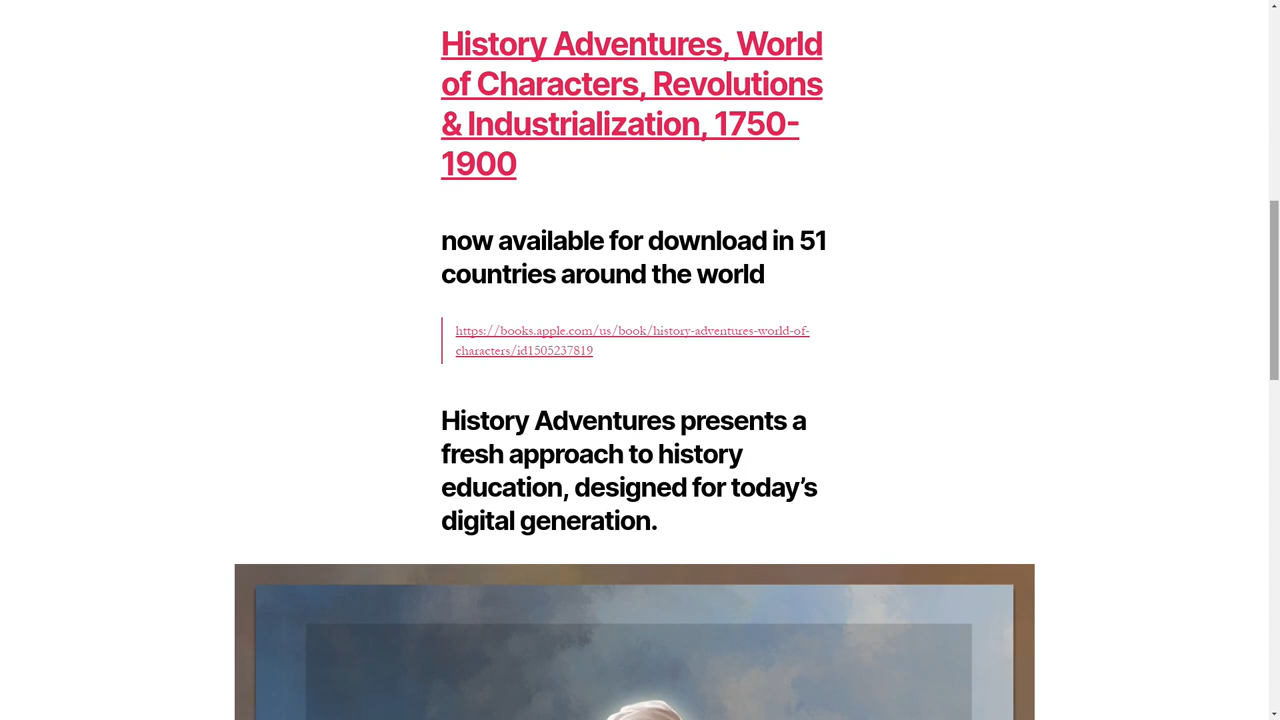 History Adventures, World
of Characters, Revolutions
& Industrialization, 1750-
1900
now available for download in 51
countries around the world
https://books.apple.com/us/book/history-adventures-world-of-
characters/id1505237819
History Adventures presents a
fresh approach to history
education, designed for today’s
digital generation.